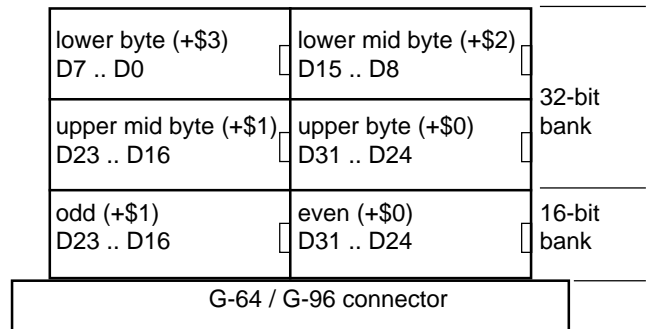 lower byte (+$3)
D7 .. D0
lower mid byte (+$2)
D15 .. D8
32-bit
bank
upper mid byte (+$1)
D23 .. D16
upper byte (+$0)
D31 .. D24
odd (+$1)
D23 .. D16
even (+$0)
D31 .. D24
16-bit
bank
G-64 / G-96 connector